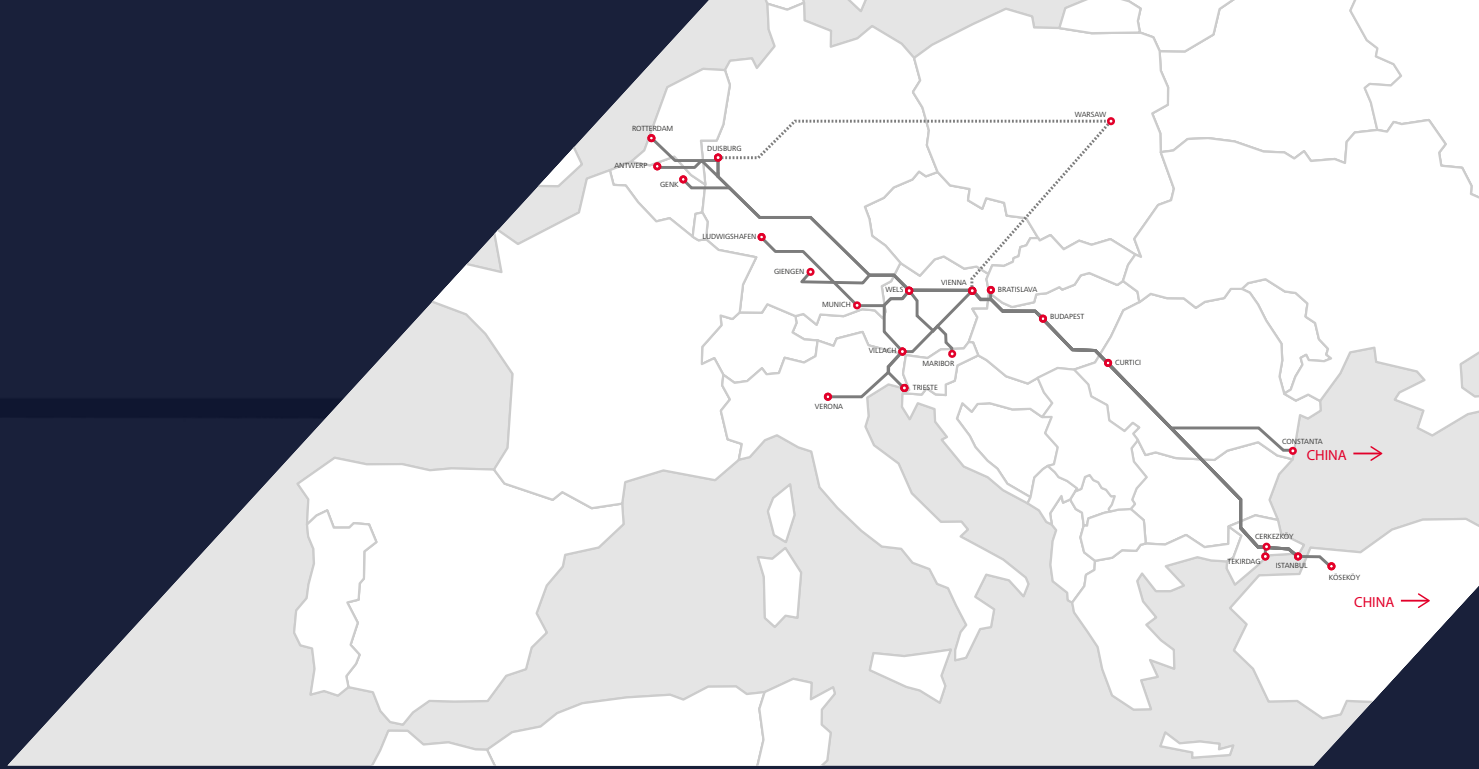 WARSAW
ROTTERDAM
DUISBURG
ANTWERP
GENK
LUDWIGSHAFEN
GIENGEN
VIENNA
WELS
BRATISLAVA
MUNICH
BUDAPEST
VILLACH
MARIBOR
CURTICI
TRIESTE
VERONA
CONSTANTA
CHINA
CERKEZKÖY
TEKIRDAG
ISTANBUL
KÖSEKÖY
CHINA